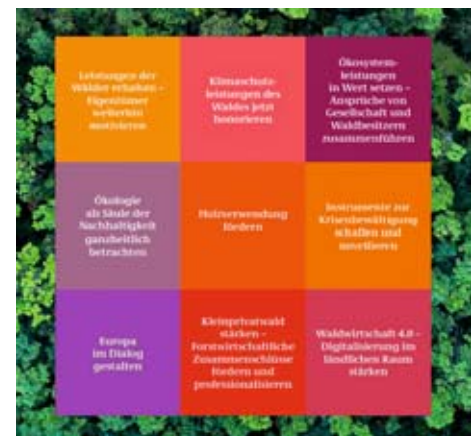 Leistungen der
Wälder erhalten –
Eigentümer
weiterhin
motivieren
Klimaschutz-
leistungen des
Waldes jetzt
honorieren
Ökosystem-
leistungen
in Wert setzen –
Ansprüche von
Gesellschaft und
Waldbesitzern
zusammenführen
Ökologie
als Säule der
Nachhaltigkeit
ganzheitlich
betrachten
Holzverwendung
fördern
Instrumente zur
Krisenbewältigung
schaffen und
novellieren
Europa
im Dialog
gestalten
Kleinprivatwald
stärken –
Forstwirtschaftliche
Zusammenschlüsse
fördern und
professionalisieren
Waldwirtschaft 4.0 –
Digitalisierung im
ländlichen Raum
stärken